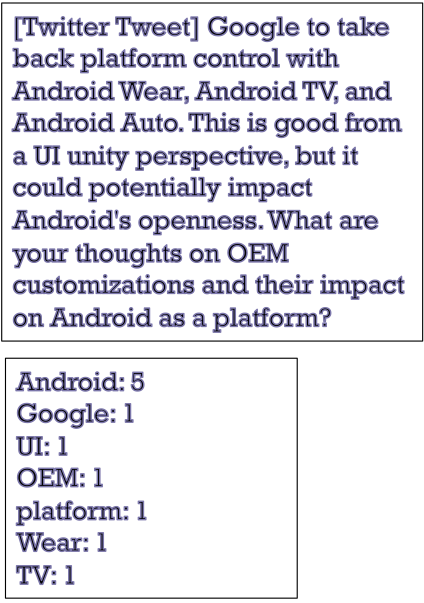 [Twitter Tweet] Google to take
back platform control with
Android Wear, Android TV, and
Android Auto. This is good from
a UI unity perspective, but it
could potentially impact
Android's openness. What are
your thoughts on OEM
customizations and their impact
on Android as a platform?
Android: 5
Google: 1
UI: 1
OEM: 1
platform: 1
Wear: 1
TV: 1